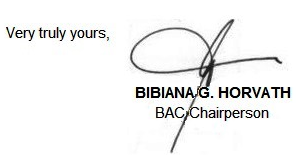 Very truly yours,
BIBIANA G. HORVATH
BAC Chairperson